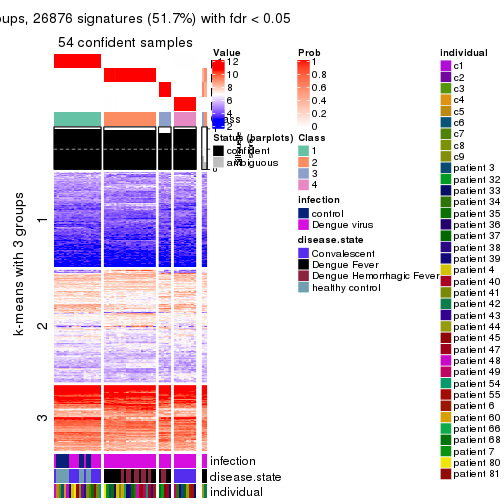 oups, 26876 signatures (51.7%) with fdr < 0.05
54 confident samples
k-means with 3 groups
1
2
3
infection
disease.state
individual
Value
12
10
8
6
4
2
Status (barplots)
confident
ambiguous
Prob
1
0.8
0.6
0.4
0.2
0
Class
1
2
3
4
infection
control
Dengue virus
disease.state
Convalescent
Dengue Fever
Dengue Hemorrhagic Fever
healthy control
individual
c1
c2
c3
c4
c5
c6
c7
c8
c9
patient 3
patient 32
patient 33
patient 34
patient 35
patient 36
patient 37
patient 38
patient 39
patient 4
patient 40
patient 41
patient 42
patient 43
patient 44
patient 45
patient 47
patient 48
patient 49
patient 54
patient 55
patient 6
patient 60
patient 66
patient 68
patient 7
patient 80
patient 81